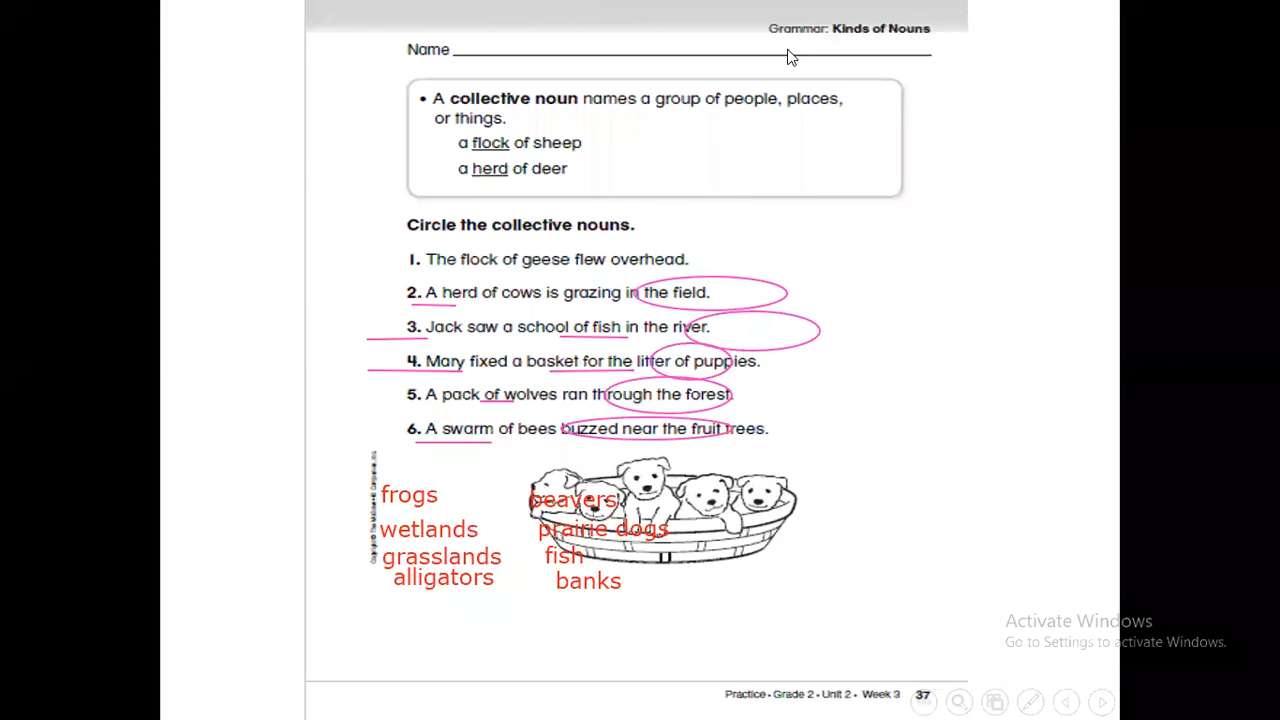 Grammar: Kinds of Nouns
Name
• A collective noun names a group of people, places,
or things.
a flock of sheep
a herd of deer
Circle the collective nouns.
1. The flock of geese flew overhead.
2. A herd of cows is grazing in the field.
3. Jack saw a school of fish in the river.
4. Mary fixed a basket for the litter of puppies.
5. A pack of wolves ran through the forest.
6. A swarm of bees buzzed near the fruit trees.
frogs
beavers
wetlands
prairie dogs
grasslands
fish
alligators
banks
Activate Windows
Go to Settings to activate Windows.
Practice • Grade 2 • Unit 2 • Week 3 37